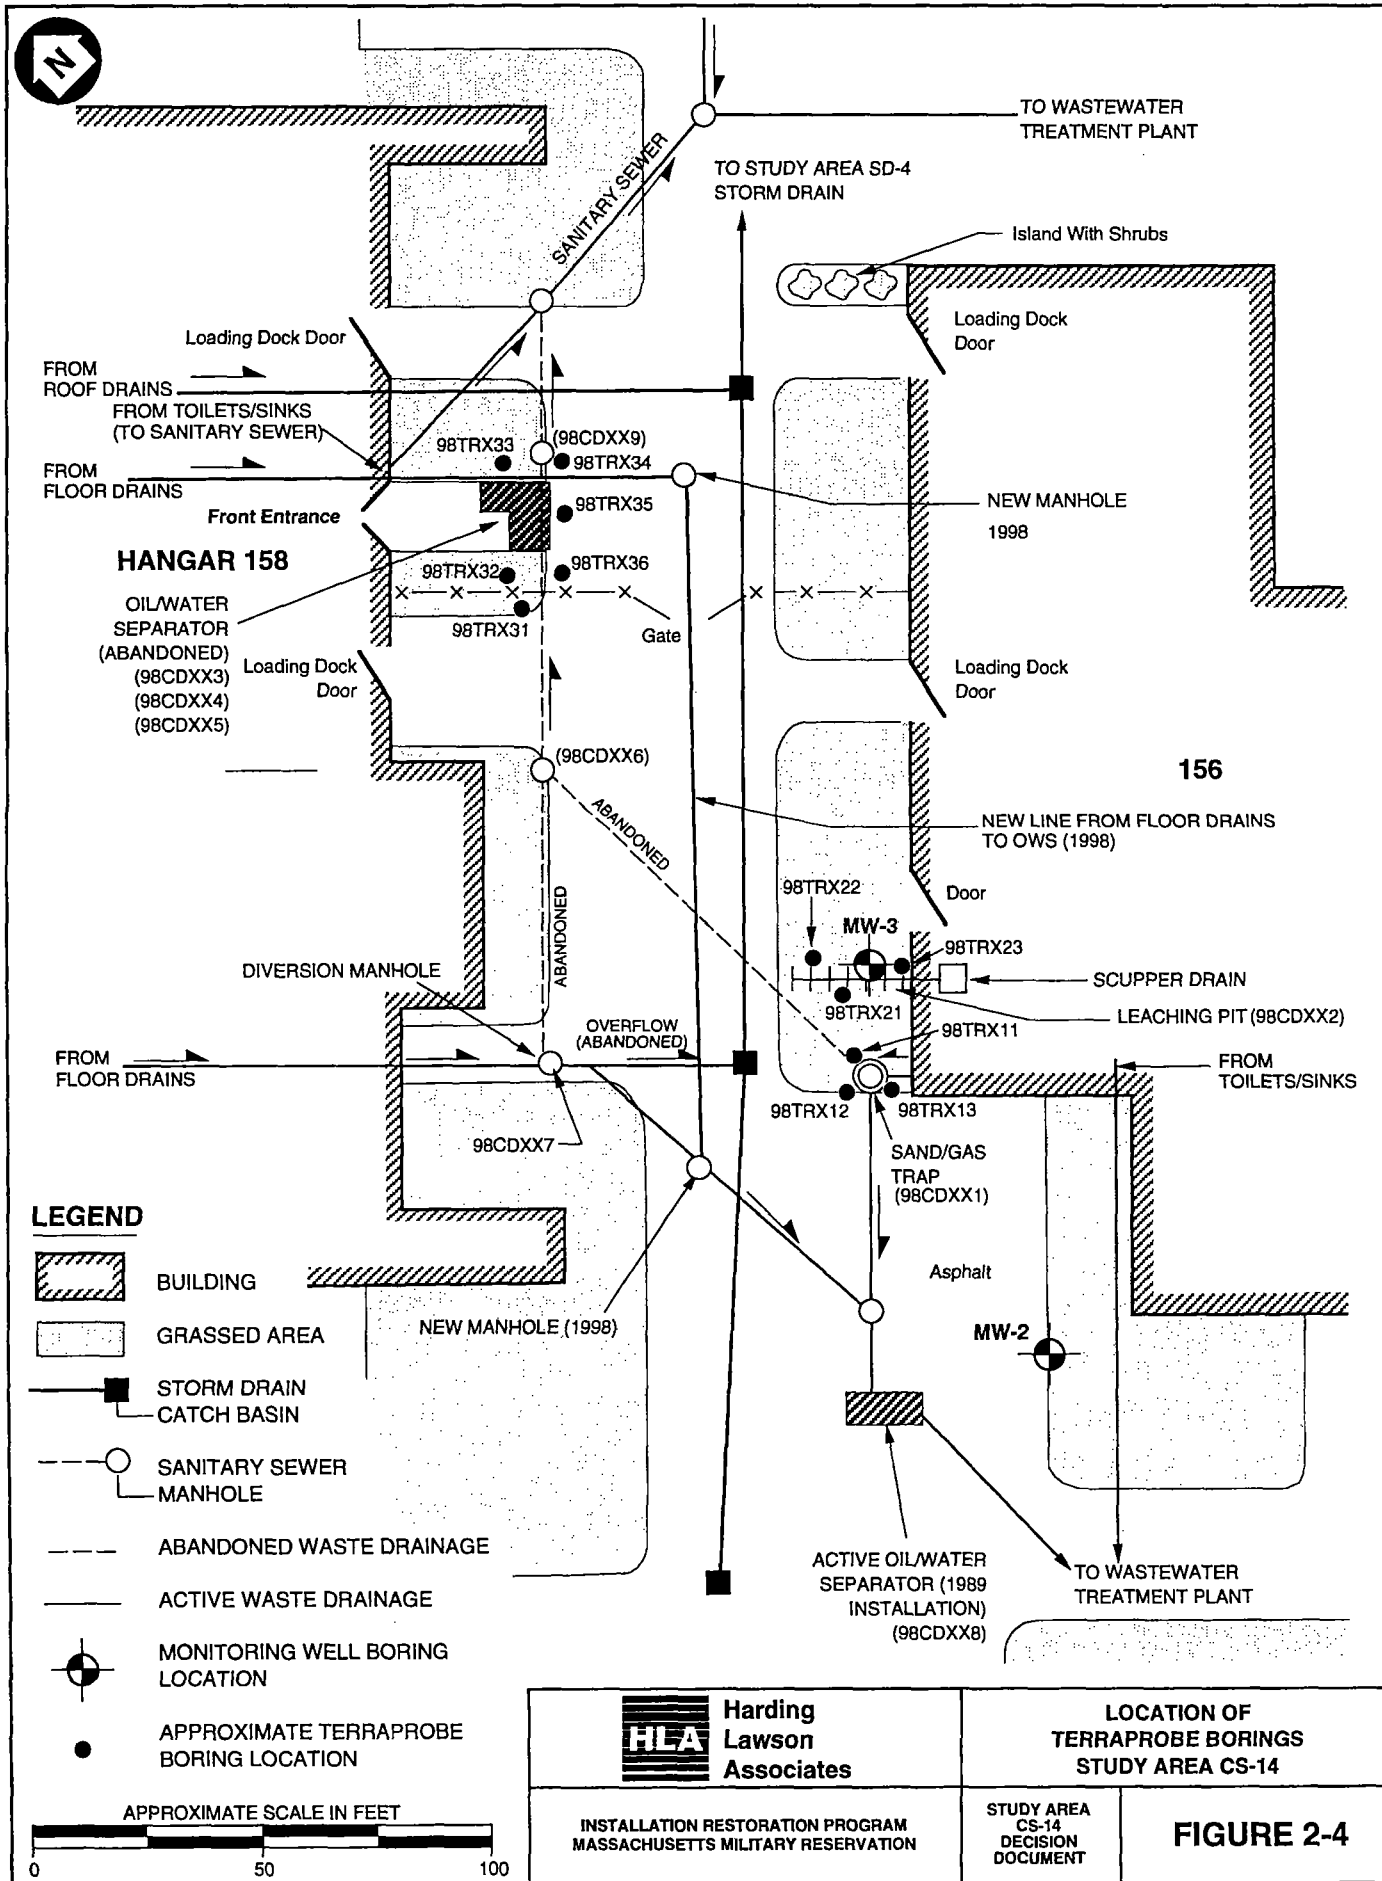 N
TO WASTEWATER
TREATMENT PLANT
SANITARY SEWER
TO STUDY AREA SD-4
STORM DRAIN
Island With Shrubs
Loading Dock
Door
Loading Dock Door
FROM
ROOF DRAINS
FROM TOILETS/SINKS
(TO SANITARY SEWER)
98TRX33
(98CDXX9)
98TRX34
FROM
FLOOR DRAINS
98TRX35
NEW MANHOLE
1998
Front Entrance
HANGAR 158
98TRX32
98TRX36
OIL/WATER
SEPARATOR
(ABANDONED)
(98CDXX3)
(98CDXX4)
(98CDXX5)
98TRX31
Gate
Loading Dock
Door
Loading Dock
Door
(98CDXX6)
156
ABANDONED
NEW LINE FROM FLOOR DRAINS
TO OWS (1998)
98TRX22
Door
ABANDONED
MW-3
98TRX23
DIVERSION MANHOLE
SCUPPER DRAIN
98TRX21
LEACHING PIT (98CDXX2)
OVERFLOW
(ABANDONED)
98TRX11
FROM
FLOOR DRAINS
FROM
TOILETS/SINKS
98TRX12
98TRX13
98CDXX7
SAND/GAS
TRAP
(98CDXX1)
Asphalt
NEW MANHOLE (1998)
MW-2
ACTIVE OIL/WATER
SEPARATOR (1989
INSTALLATION)
(98CDXX8)
TO WASTEWATER
TREATMENT PLANT
LEGEND
BUILDING
GRASSED AREA
STORM DRAIN
CATCH BASIN
SANITARY SEWER
MANHOLE
ABANDONED WASTE DRAINAGE
ACTIVE WASTE DRAINAGE
MONITORING WELL BORING
LOCATION
APPROXIMATE TERRAPROBE
BORING LOCATION
APPROXIMATE SCALE IN FEET
0 50 100
HLA
Harding
Lawson
Associates
LOCATION OF
TERRAPROBE BORINGS
STUDY AREA CS-14
INSTALLATION RESTORATION PROGRAM
MASSACHUSETTS MILITARY RESERVATION
STUDY AREA
CS-14
DECISION
DOCUMENT
FIGURE 2-4